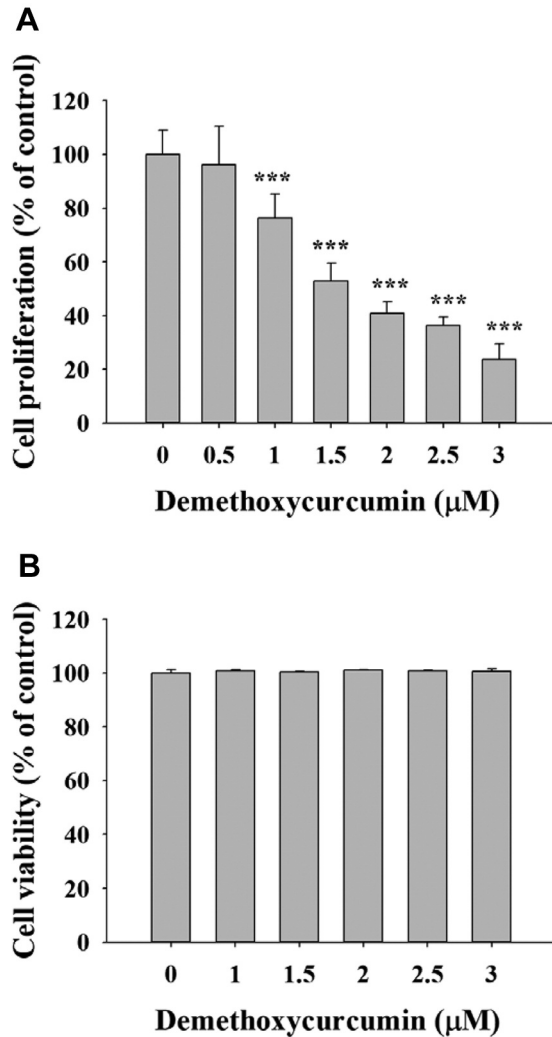 A
Cell proliferation (% of control)
120
100
80
60
40
20
0
***
***
***
***
***
0 0.5 1 1.5 2 2.5 3
Demethoxycurcumin (μM)
B
Cell viability (% of control)
120
100
80
60
40
20
0
0 1 1.5 2 2.5 3
Demethoxycurcumin (μM)